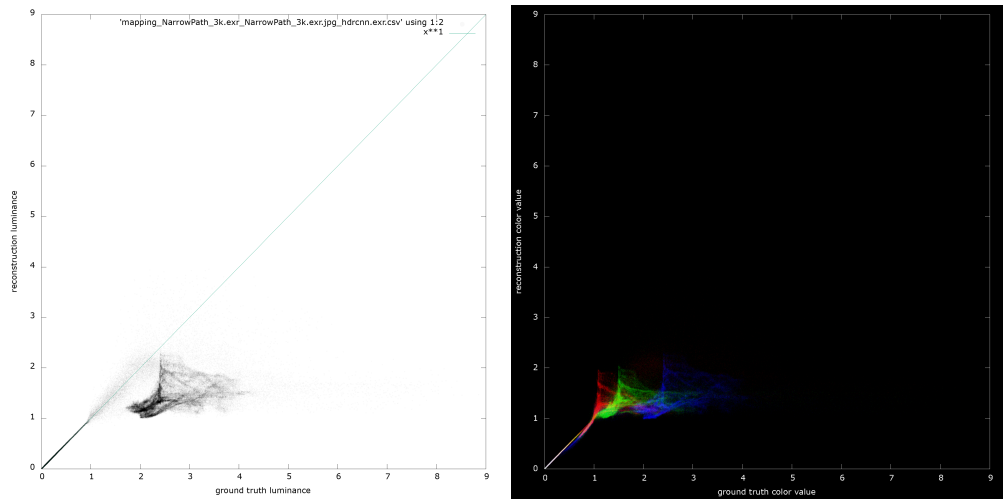 'mapping_NarrowPath_3k.exr_NarrowPath_3k.exr.jpg_hdrcnn.exr.csv' using 1:2
x**1
9
8
7
6
5
4
3
2
1
0
0 1 2 3 4 5 6 7 8 9
reconstruction luminance
ground truth luminance
9
8
7
6
5
4
3
2
1
0
0 1 2 3 4 5 6 7 8 9
reconstruction color value
ground truth color value